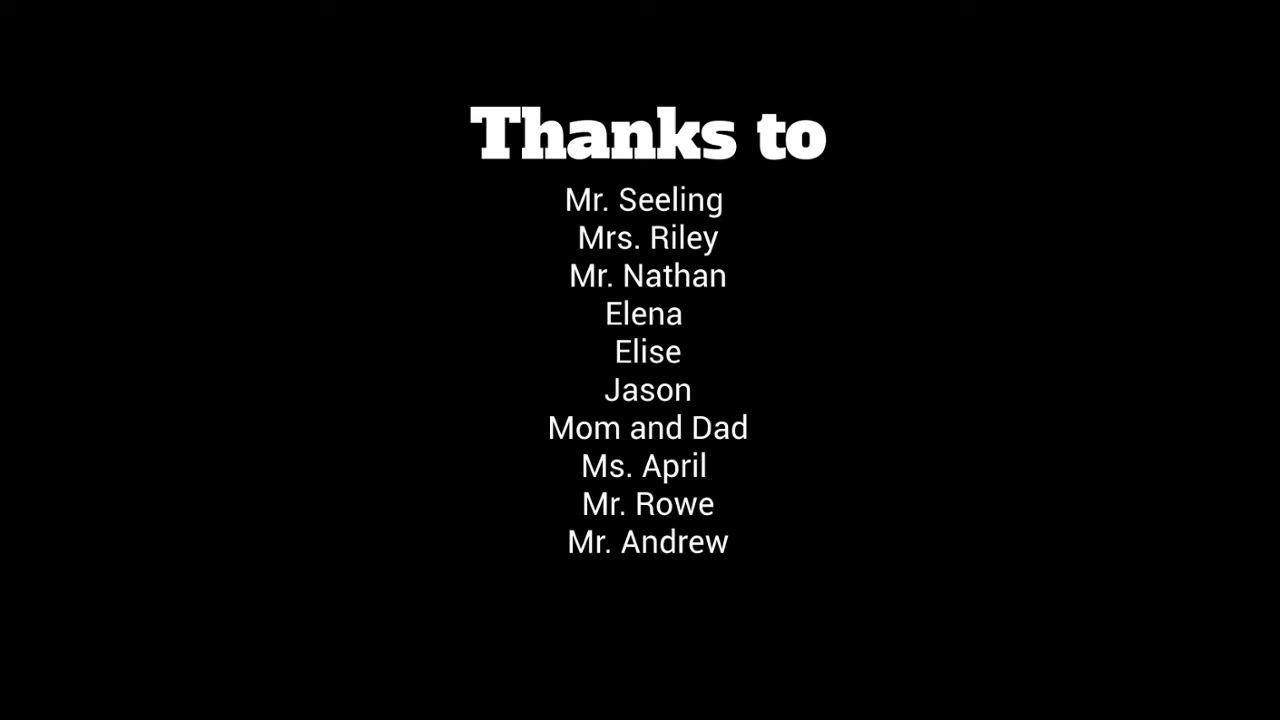 Thanks to
Mr. Seeling
Mrs. Riley
Mr. Nathan
Elena
Elise
Jason
Mom and Dad
Ms. April
Mr. Rowe
Mr. Andrew